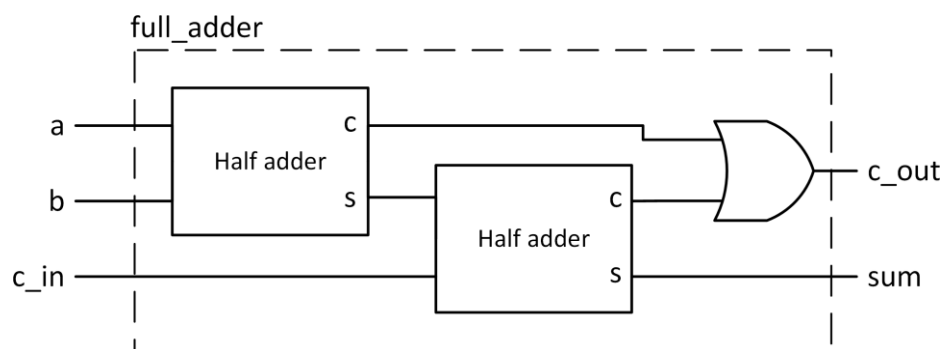 full_adder
a
b
c_in
Half adder
c
s
Half adder
c
s
c_out
sum